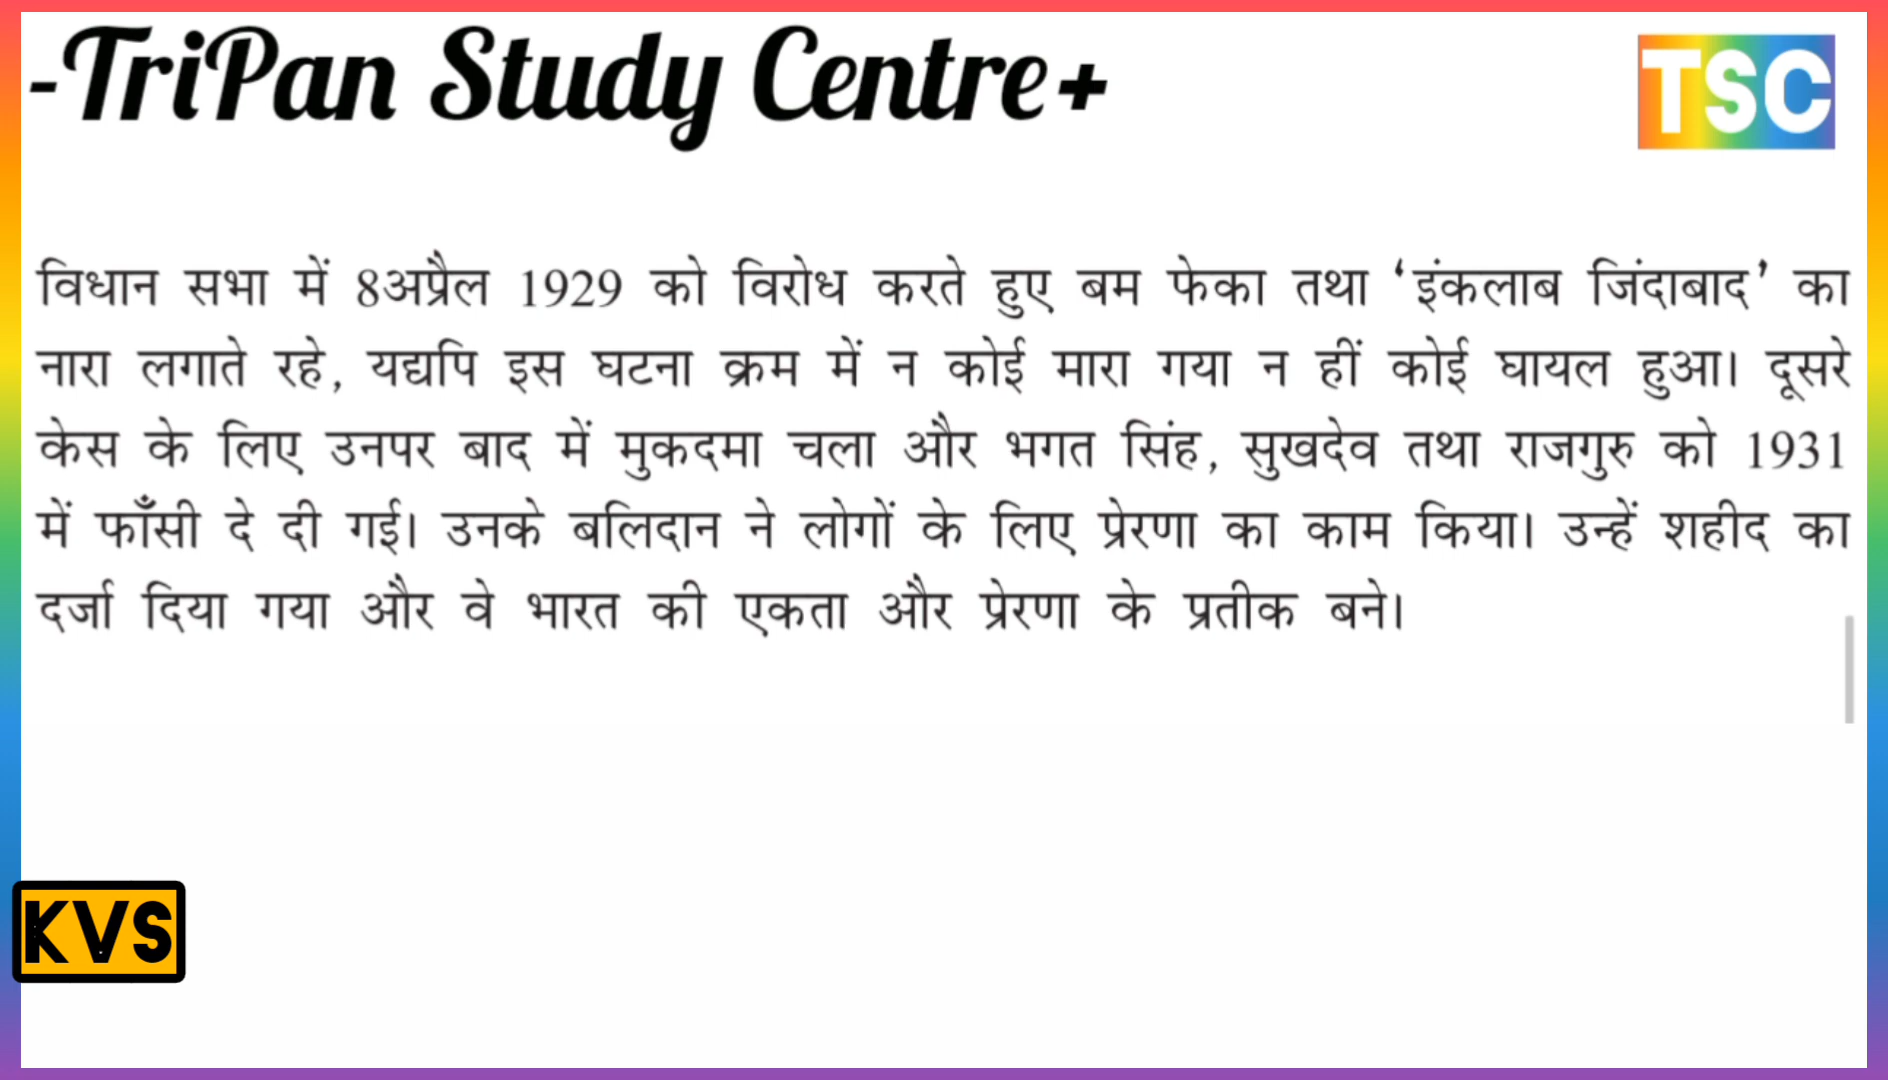 -TriPan Study Centre+
TSC
विधान सभा में 8अप्रैल 1929 को विरोध करते हुए बम फेका तथा ‘इंकलाब जिंदाबाद’ का
नारा लगाते रहे, यद्यपि इस घटना क्रम में न कोई मारा गया न हीं कोई घायल हुआ। दूसरे
केस के लिए उनपर बाद में मुकदमा चला और भगत सिंह, सुखदेव तथा राजगुरु को 1931
में फाँसी दे दी गई। उनके बलिदान ने लोगों के लिए प्रेरणा का काम किया। उन्हें शहीद का
दर्जा दिया गया और वे भारत की एकता और प्रेरणा के प्रतीक बने।
KVS